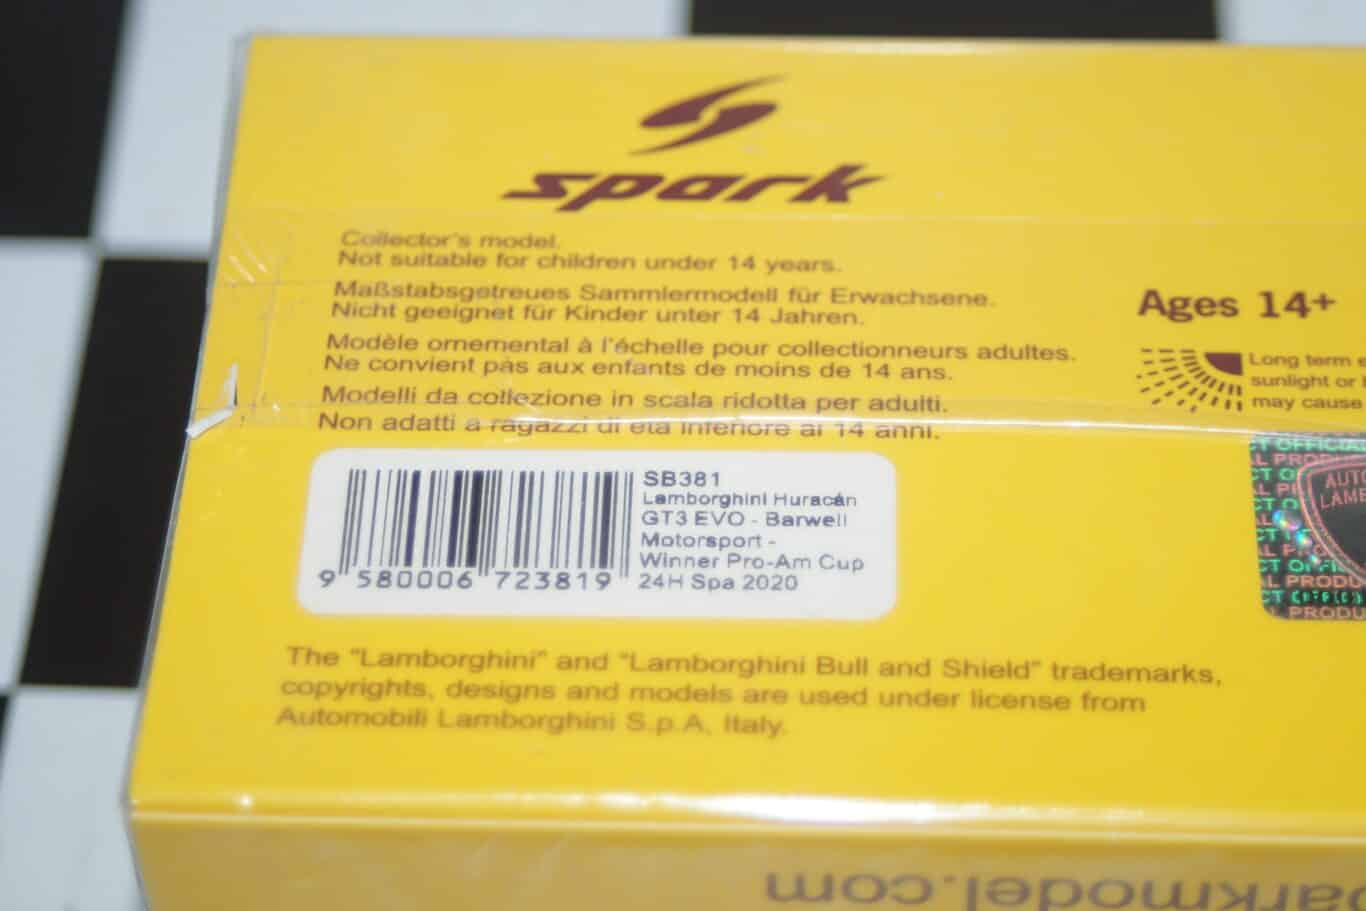 spark
Collector's model.
Not suitable for children under 14 years.
Maßstabsgetreues Sammlermodell für Erwachsene.
Nicht geeignet für Kinder unter 14 Jahren.
Modèle ornemental à l'échelle pour collectionneurs adultes.
Ne convient pas aux enfants de moins de 14 ans.
Modelli da collezione in scala ridotta per adulti.
Non adatti a ragazzi di età inferiore ai 14 anni.
Ages 14+
Long term
sunlight or
may cause
SB381
Lamborghini Huracán
GT3 EVO - Barwell
Motorsport -
Winner Pro-Am Cup
24H Spa 2020
9 580006 723819
The "Lamborghini" and "Lamborghini Bull and Shield" trademarks,
copyrights, designs and models are used under license from
Automobili Lamborghini S.p.A, Italy.
arkmodel.com